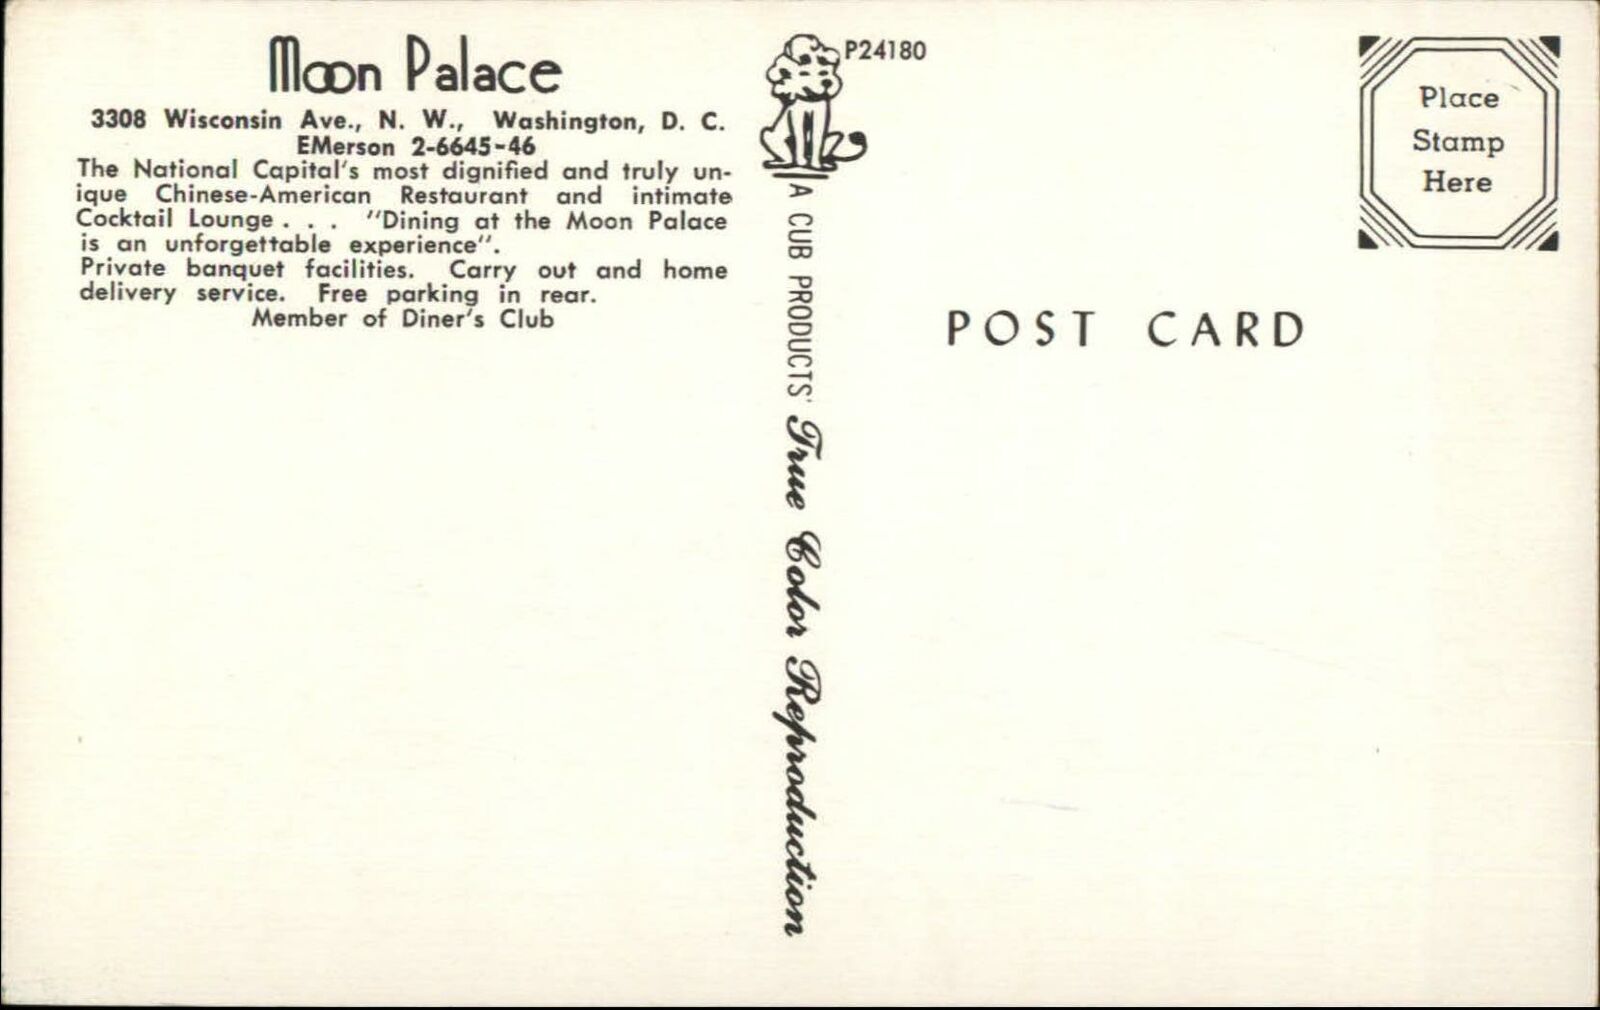 Moon Palace
3308 Wisconsin Ave., N. W., Washington, D. C.
EMerson 2-6645-46
The National Capital's most dignified and truly un-
ique Chinese-American Restaurant and intimate
Cocktail Lounge . . . "Dining at the Moon Palace
is an unforgettable experience".
Private banquet facilities. Carry out and home
delivery service. Free parking in rear.
Member of Diner's Club
P24180
A CUB PRODUCTS' True Color Reproduction
Place
Stamp
Here
POST CARD